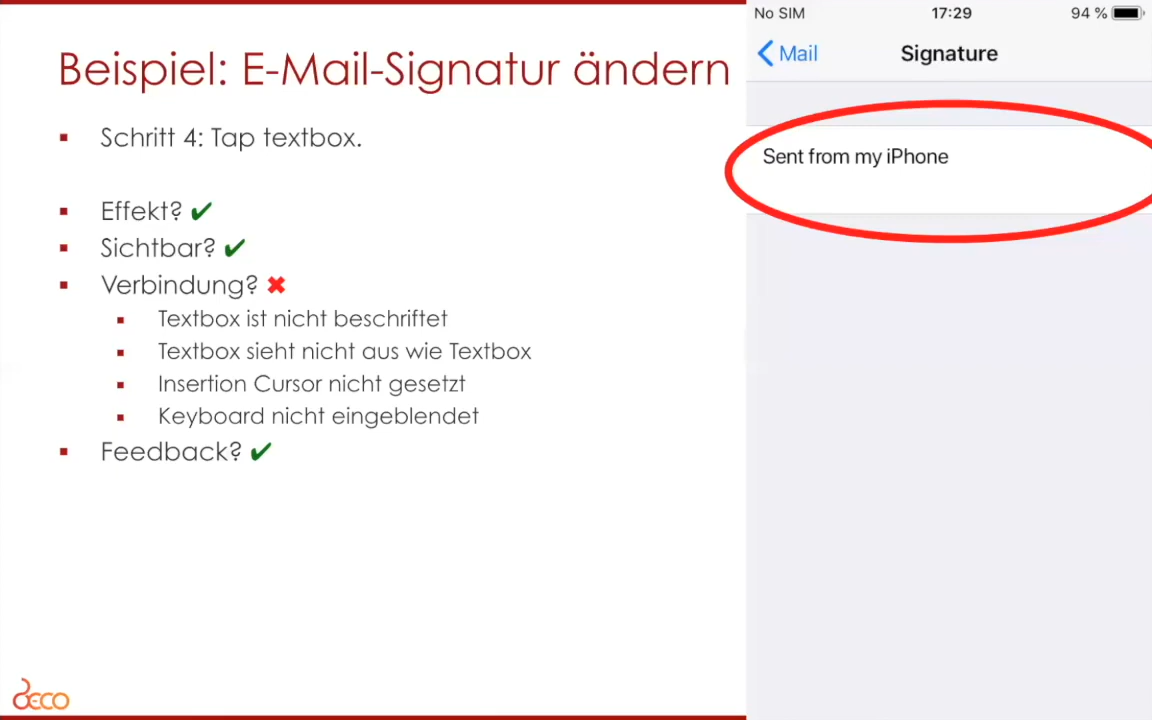 Beispiel: E-Mail-Signatur ändern
Schritt 4: Tap textbox.
Effekt? ✔
Sichtbar? ✔
Verbindung? ✖
Textbox ist nicht beschriftet
Textbox sieht nicht aus wie Textbox
Insertion Cursor nicht gesetzt
Keyboard nicht eingeblendet
Feedback? ✔
DECO
No SIM 17:29 94 %
Mail Signature
Sent from my iPhone